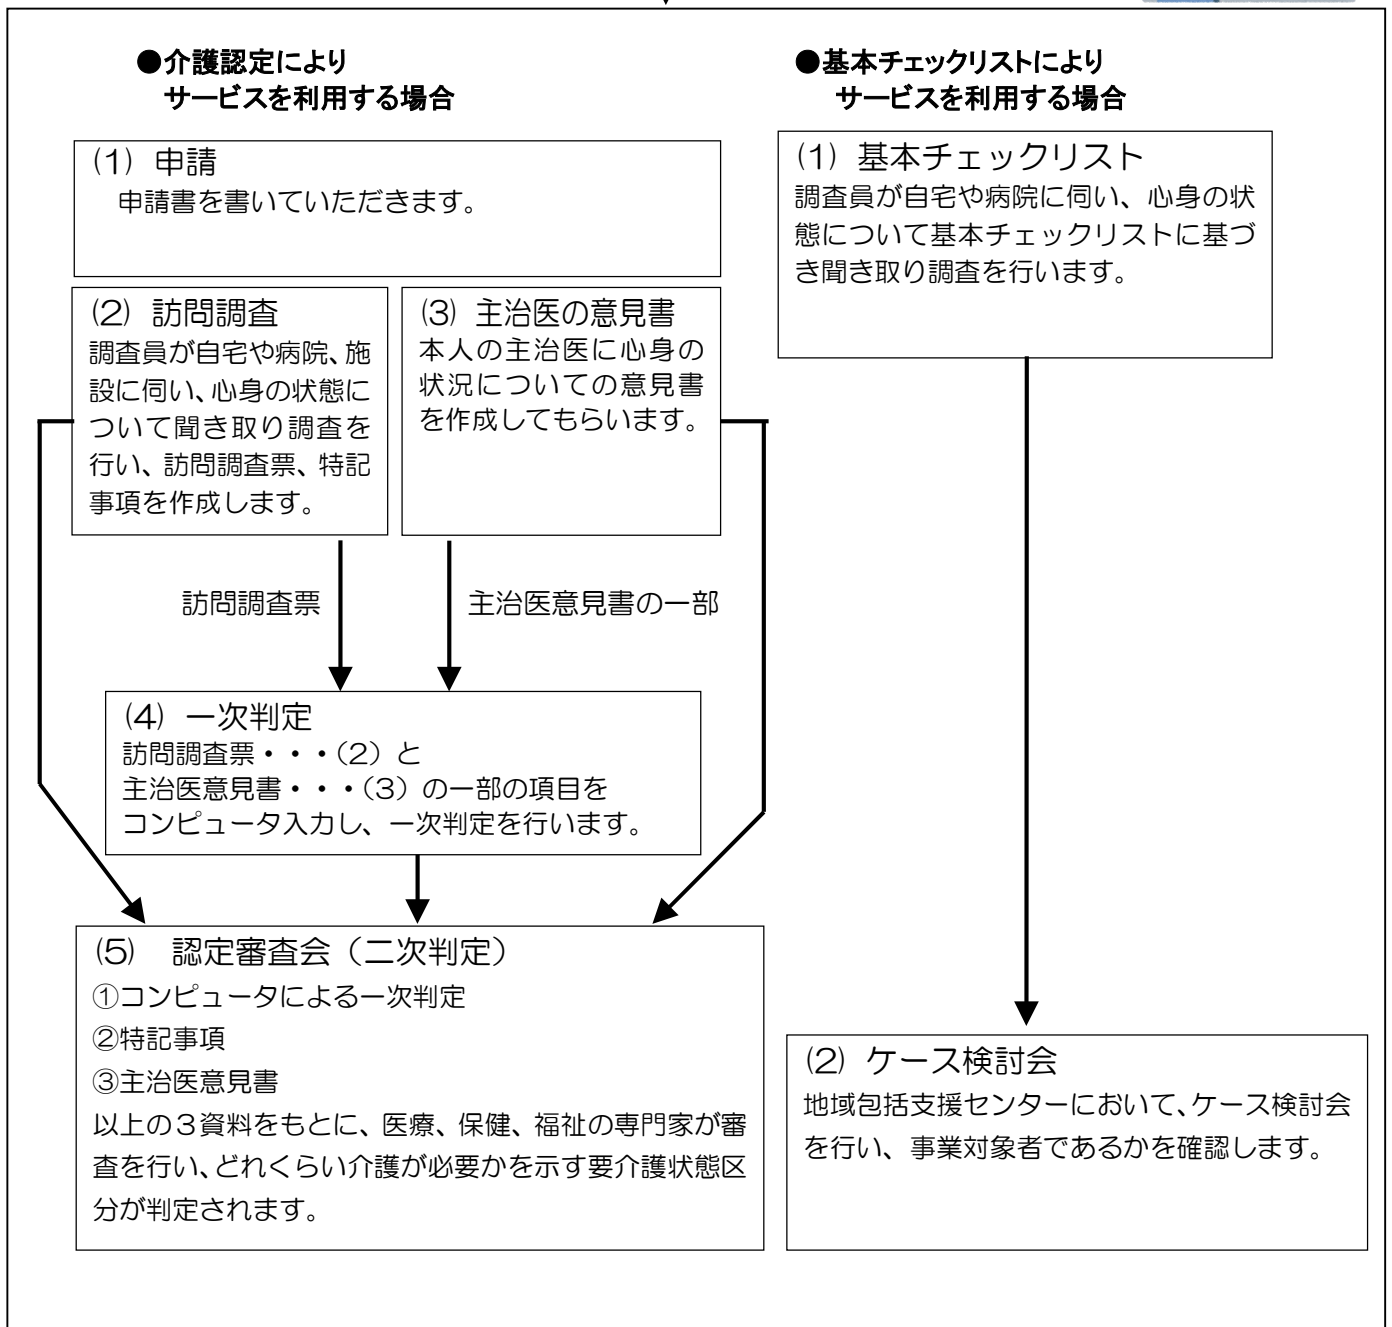 ●介護認定により
サービスを利用する場合
(1) 申請
申請書を書いていただきます。
(2) 訪問調査
調査員が自宅や病院、施
設に伺い、心身の状態に
ついて聞き取り調査を
行い、訪問調査票、特記
事項を作成します。
(3) 主治医の意見書
本人の主治医に心身の
状況についての意見書
を作成してもらいます。
訪問調査票
主治医意見書の一部
(4) 一次判定
訪問調査票・・・(2) と
主治医意見書・・・(3) の一部の項目を
コンピュータ入力し、一次判定を行います。
(5) 認定審査会（二次判定）
①コンピュータによる一次判定
②特記事項
③主治医意見書
以上の３資料をもとに、医療、保健、福祉の専門家が審
査を行い、どれくらい介護が必要かを示す要介護状態区
分が判定されます。
●基本チェックリストにより
サービスを利用する場合
(1) 基本チェックリスト
調査員が自宅や病院に伺い、心身の状
態について基本チェックリストに基づ
き聞き取り調査を行います。
(2) ケース検討会
地域包括支援センターにおいて、ケース検討会
を行い、事業対象者であるかを確認します。